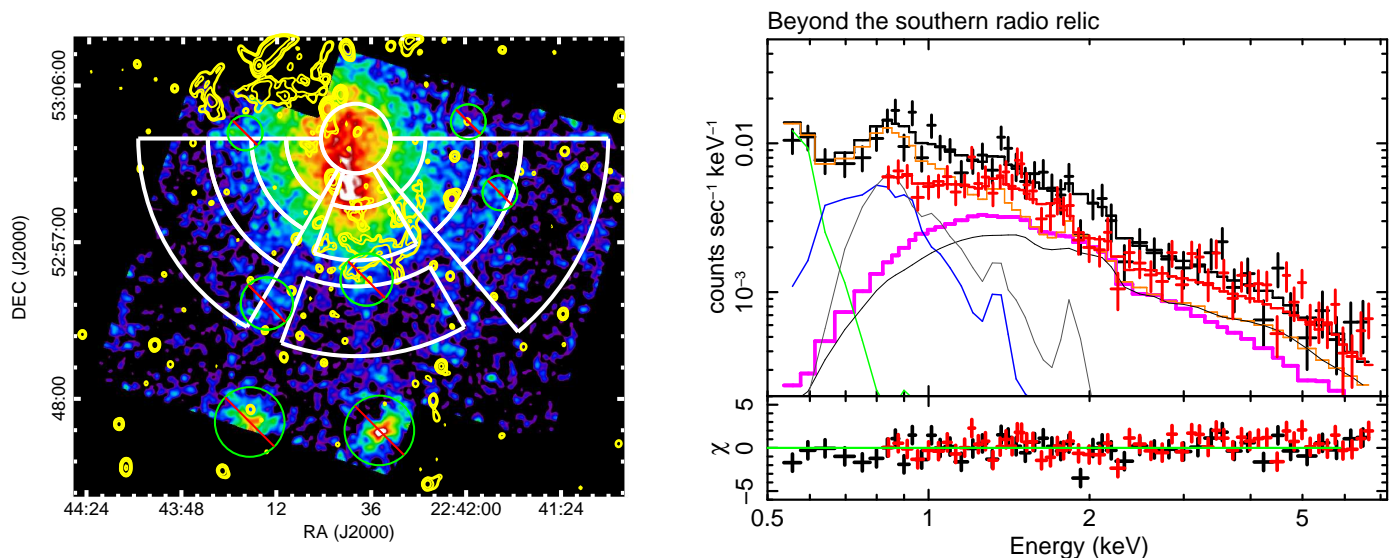 Beyond the southern radio relic
53:06:00
52:57:00
48:00
DEC (J2000)
44:24 43:48 12 36 22:42:00 41:24
RA (J2000)
counts sec⁻¹ keV⁻¹
0.01
10⁻³
χ
5
0
−5
0.5 1 2 5
Energy (keV)